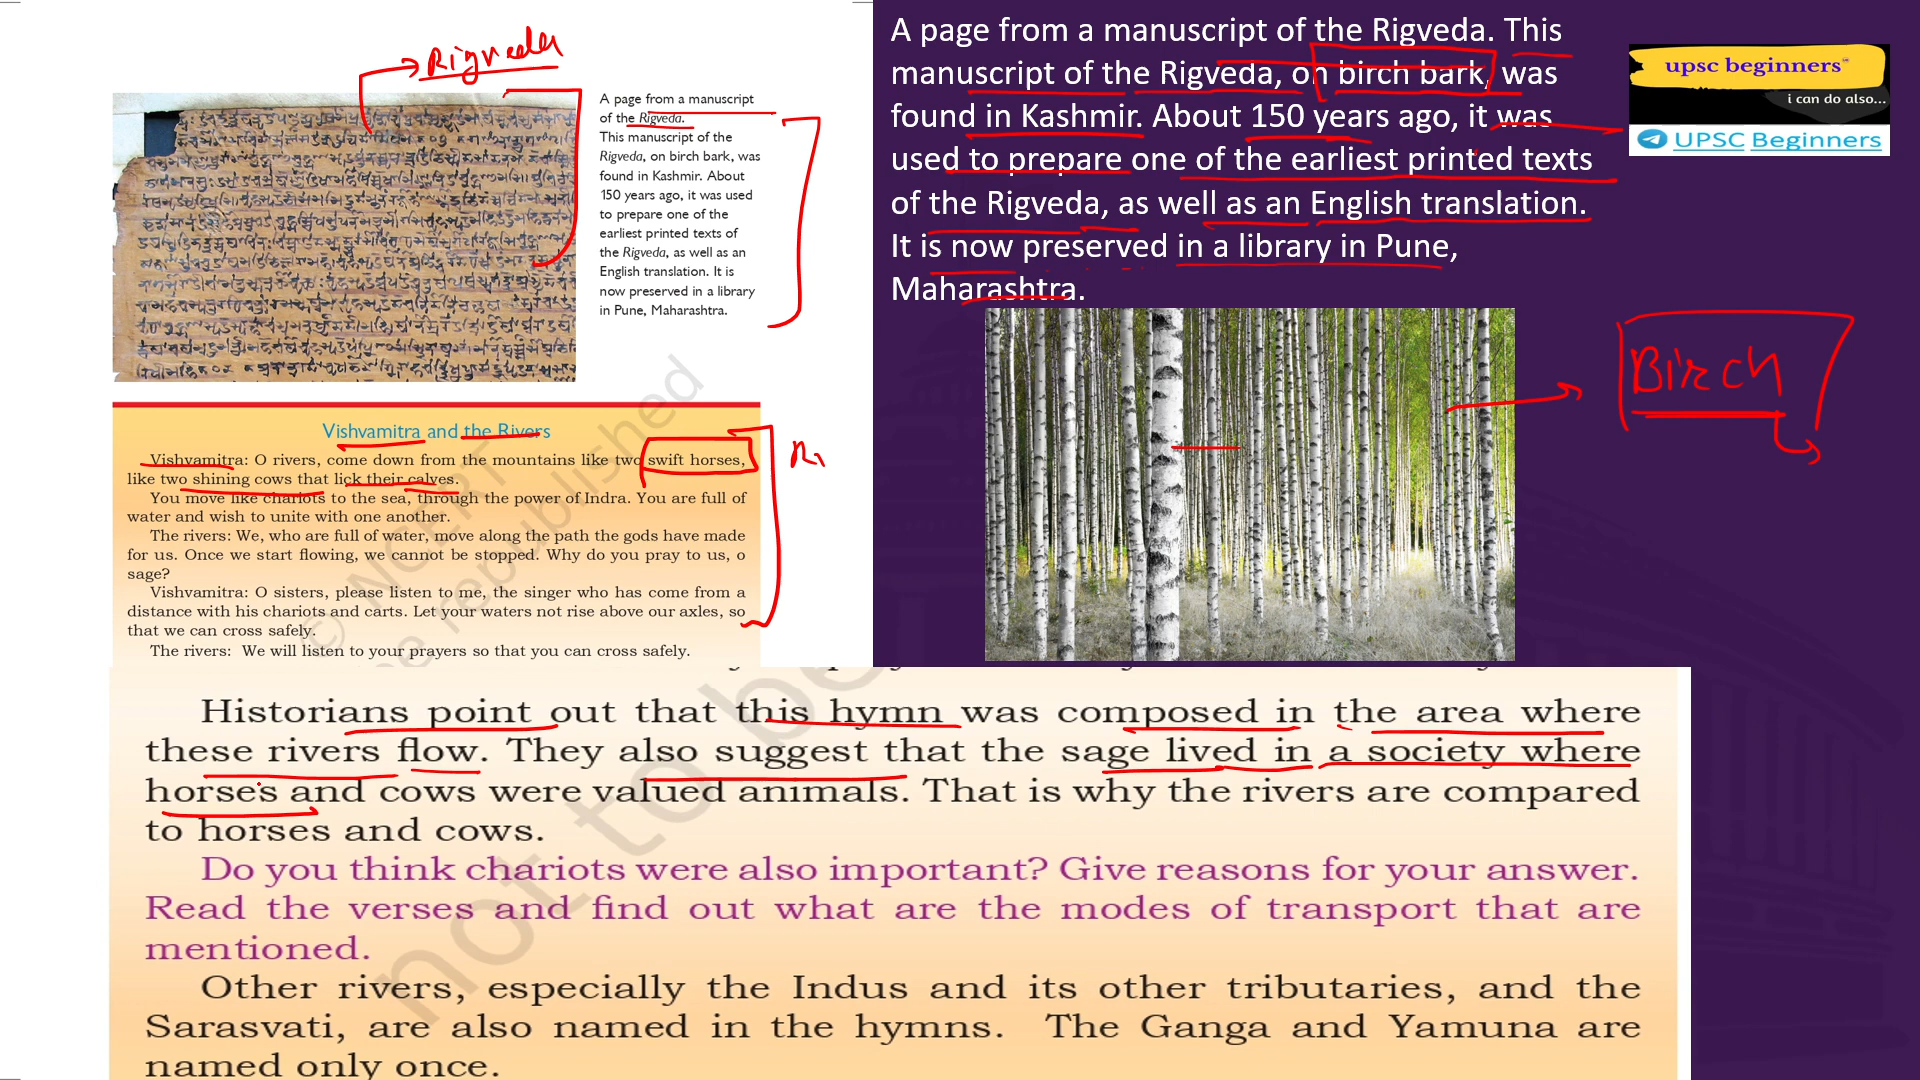 Rigveda
A page from a manuscript
of the Rigveda.
This manuscript of the
Rigveda, on birch bark, was
found in Kashmir. About
150 years ago, it was used
to prepare one of the
earliest printed texts of
the Rigveda, as well as an
English translation. It is
now preserved in a library
in Pune, Maharashtra.
A page from a manuscript of the Rigveda. This
manuscript of the Rigveda, on birch bark, was
found in Kashmir. About 150 years ago, it was
used to prepare one of the earliest printed texts
of the Rigveda, as well as an English translation.
It is now preserved in a library in Pune,
Maharashtra.
upsc beginners
i can do also...
UPSC Beginners
Birch
Vishvamitra and the Rivers
Vishvamitra: O rivers, come down from the mountains like two swift horses,
like two shining cows that lick their calves.
You move like chariots to the sea, through the power of Indra. You are full of
water and wish to unite with one another.
The rivers: We, who are full of water, move along the path the gods have made
for us. Once we start flowing, we cannot be stopped. Why do you pray to us, o
sage?
Vishvamitra: O sisters, please listen to me, the singer who has come from a
distance with his chariots and carts. Let your waters not rise above our axles, so
that we can cross safely.
The rivers: We will listen to your prayers so that you can cross safely.
Historians point out that this hymn was composed in the area where
these rivers flow. They also suggest that the sage lived in a society where
horses and cows were valued animals. That is why the rivers are compared
to horses and cows.
Do you think chariots were also important? Give reasons for your answer.
Read the verses and find out what are the modes of transport that are
mentioned.
Other rivers, especially the Indus and its other tributaries, and the
Sarasvati, are also named in the hymns. The Ganga and Yamuna are
named only once.
© NCERT
not to be republished